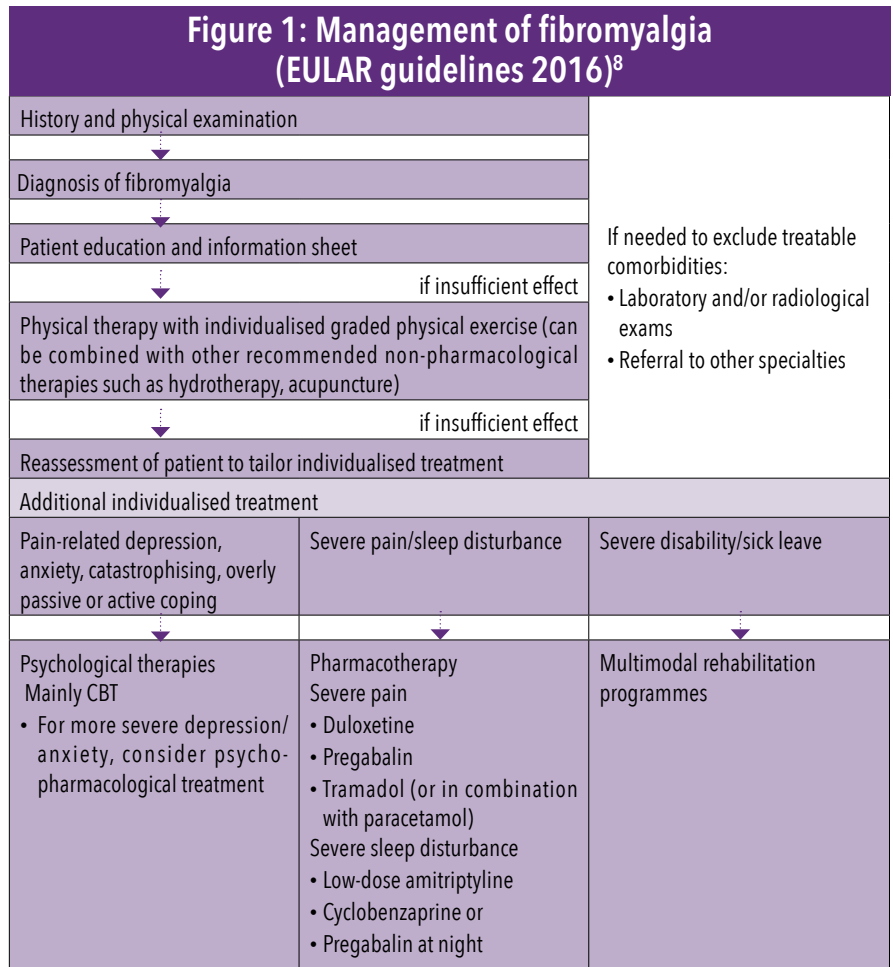 Figure 1: Management of fibromyalgia
(EULAR guidelines 2016)8
History and physical examination
Diagnosis of fibromyalgia
Patient education and information sheet
if insufficient effect
Physical therapy with individualised graded physical exercise (can
be combined with other recommended non-pharmacological
therapies such as hydrotherapy, acupuncture)
if insufficient effect
Reassessment of patient to tailor individualised treatment
If needed to exclude treatable
comorbidities:
• Laboratory and/or radiological
exams
• Referral to other specialties
Additional individualised treatment
Pain-related depression,
anxiety, catastrophising, overly
passive or active coping
Severe pain/sleep disturbance
Severe disability/sick leave
Psychological therapies
Mainly CBT
• For more severe depression/
anxiety, consider psycho-
pharmacological treatment
Pharmacotherapy
Severe pain
• Duloxetine
• Pregabalin
• Tramadol (or in combination
with paracetamol)
Severe sleep disturbance
• Low-dose amitriptyline
• Cyclobenzaprine or
• Pregabalin at night
Multimodal rehabilitation
programmes